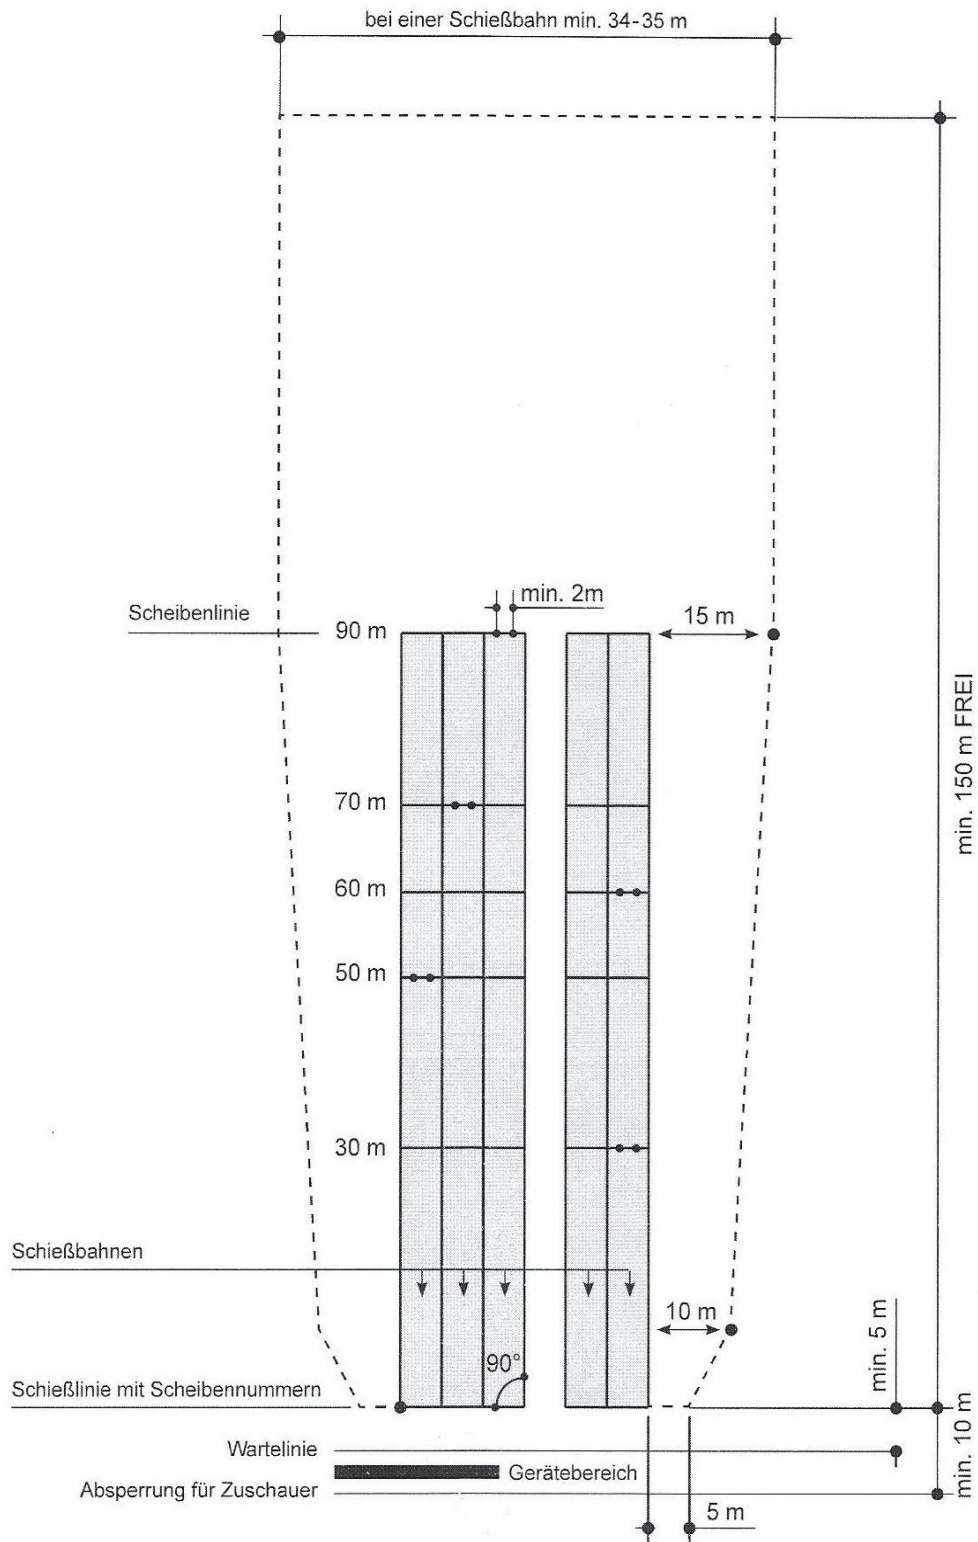 bei einer Schießbahn min. 34-35 m
min. 2m
Scheibenlinie
90 m
15 m
min. 150 m FREI
70 m
60 m
50 m
30 m
Schießbahnen
10 m
min. 5 m
90°
Schießlinie mit Scheibennummern
min. 10 m
Wartelinie
Gerätebereich
Absperrung für Zuschauer
5 m